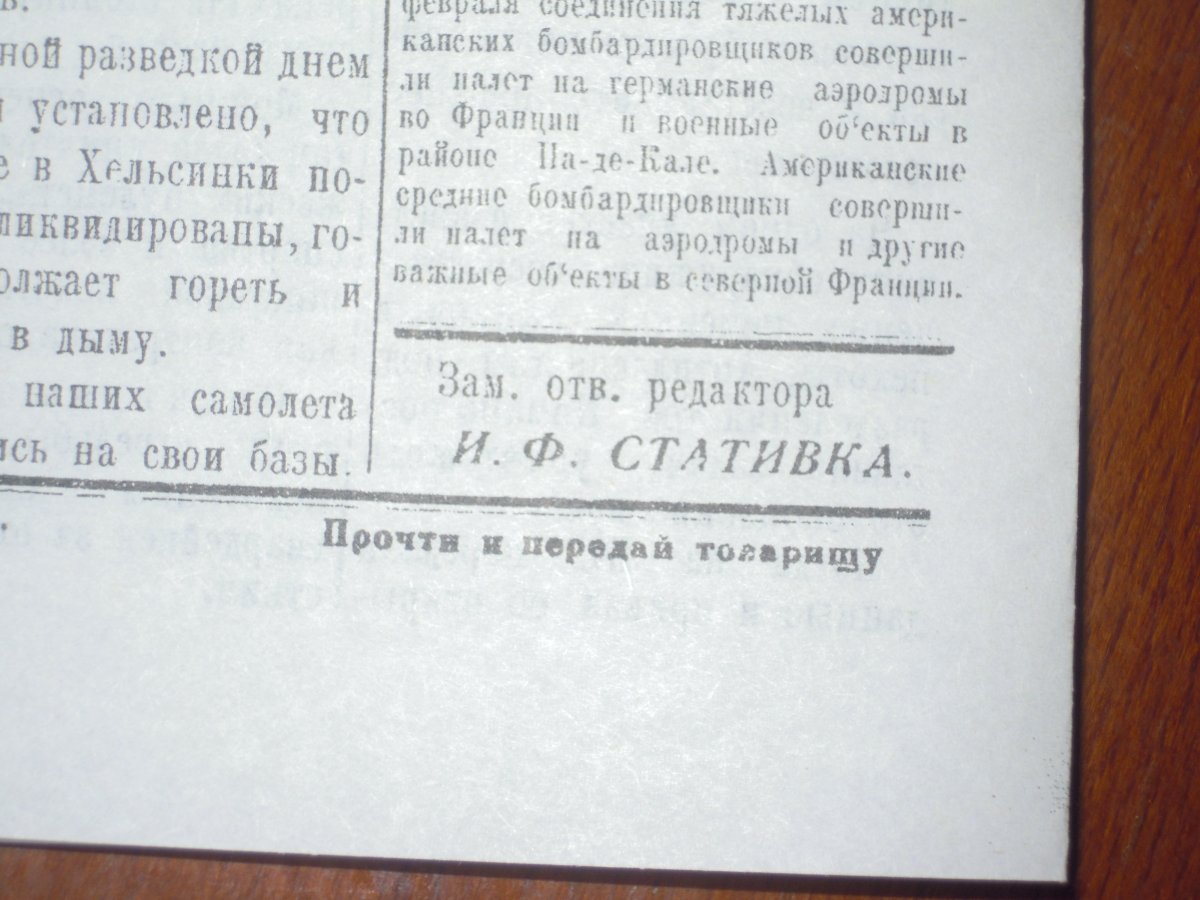 ной разведкой днем
установлено, что
е в Хельсинки по-
ликвидированы, го-
олжает гореть и
в дыму.
наших самолета
ись на свои базы.
февраля соединения тяжелых амери-
канских бомбардировщиков соверши-
ли налет на германские аэродромы
во Франции и военные об‘екты в
районе Па-де-Кале. Американские
средние бомбардировщики соверши-
ли налет на аэродромы и другие
важные об‘екты в северной Франции.
Зам. отв. редактора
И. Ф. СТАТИВКА.
Прочти и передай товарищу